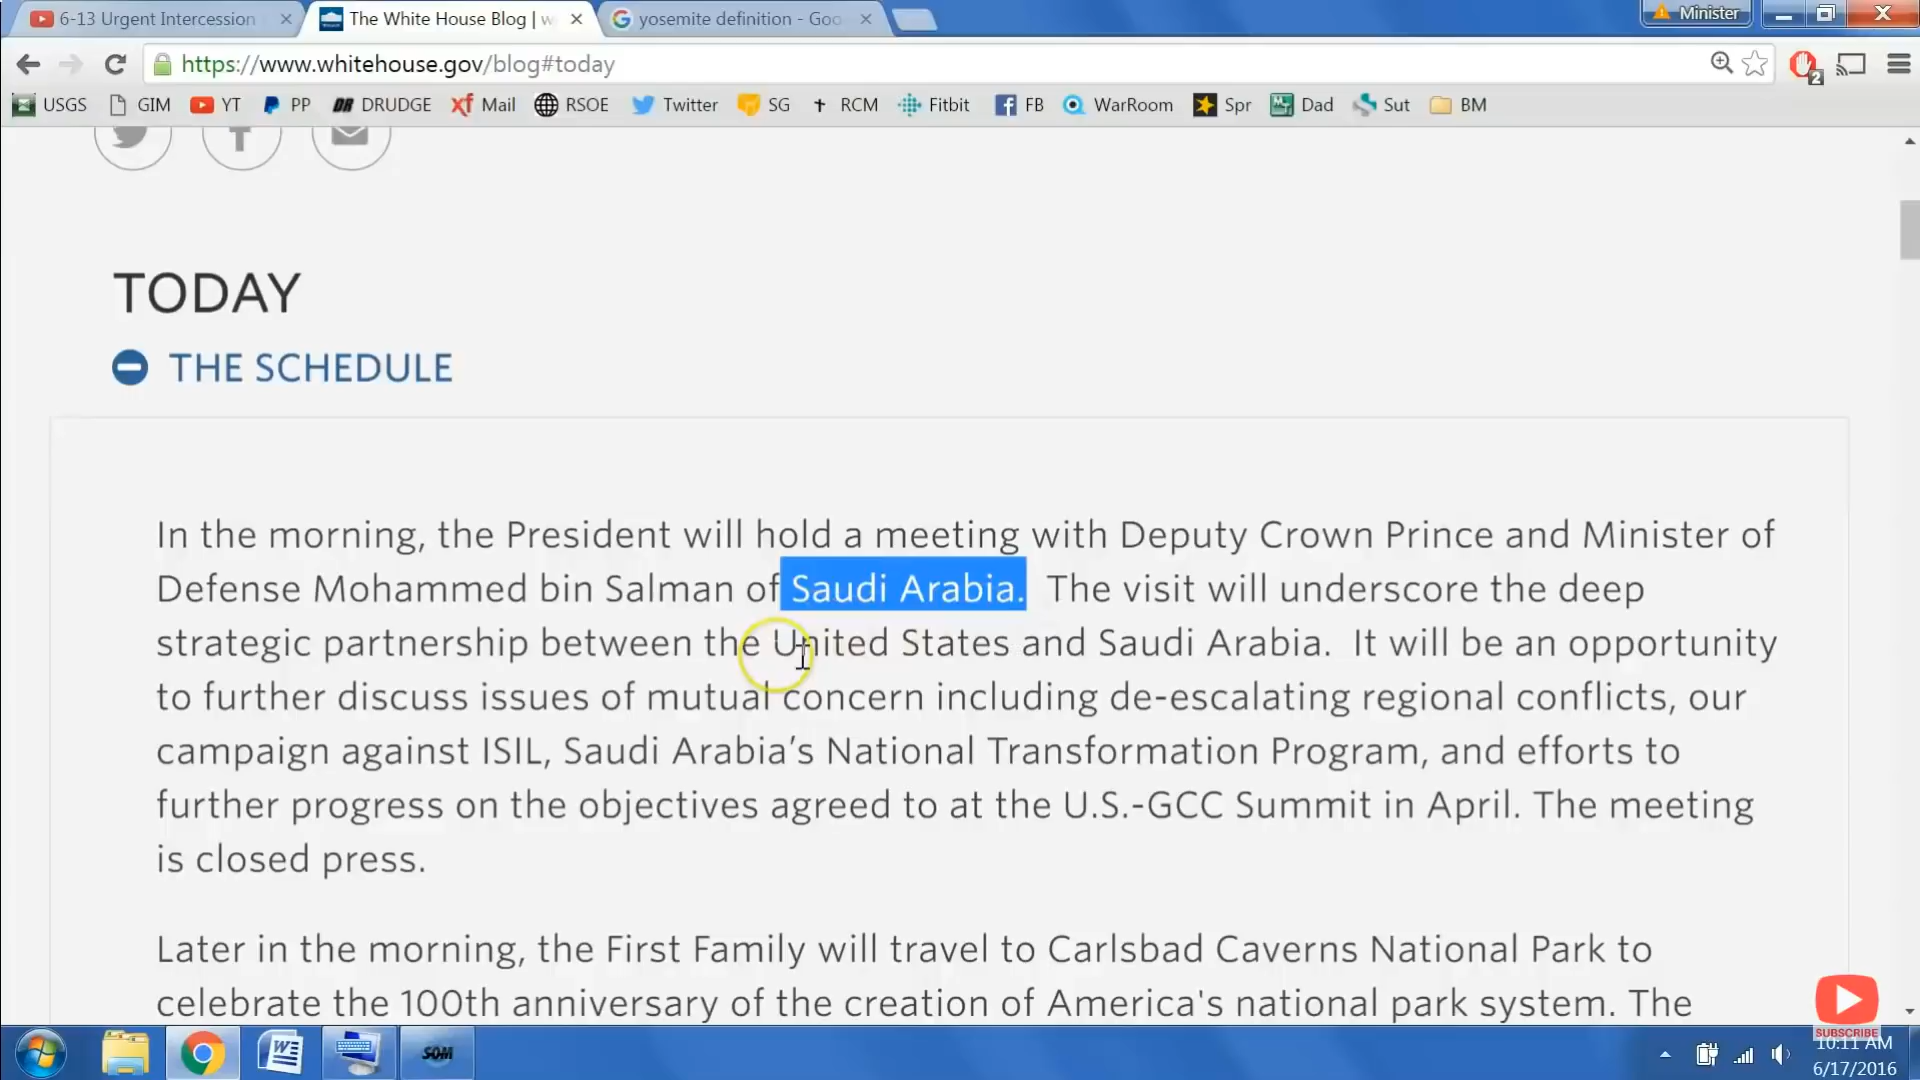 6-13 Urgent Intercession
The White House Blog | w
yosemite definition - Goo
Minister
https://www.whitehouse.gov/blog#today
2
USGS GIM YT PP DRUDGE Mail RSOE Twitter SG RCM Fitbit FB WarRoom Spr Dad Sut BM
TODAY
THE SCHEDULE
In the morning, the President will hold a meeting with Deputy Crown Prince and Minister of
Defense Mohammed bin Salman of Saudi Arabia. The visit will underscore the deep
strategic partnership between the United States and Saudi Arabia. It will be an opportunity
to further discuss issues of mutual concern including de-escalating regional conflicts, our
campaign against ISIL, Saudi Arabia’s National Transformation Program, and efforts to
further progress on the objectives agreed to at the U.S.-GCC Summit in April. The meeting
is closed press.
Later in the morning, the First Family will travel to Carlsbad Caverns National Park to
celebrate the 100th anniversary of the creation of America's national park system. The
SUBSCRIBE
SOM
10:11 AM
6/17/2016